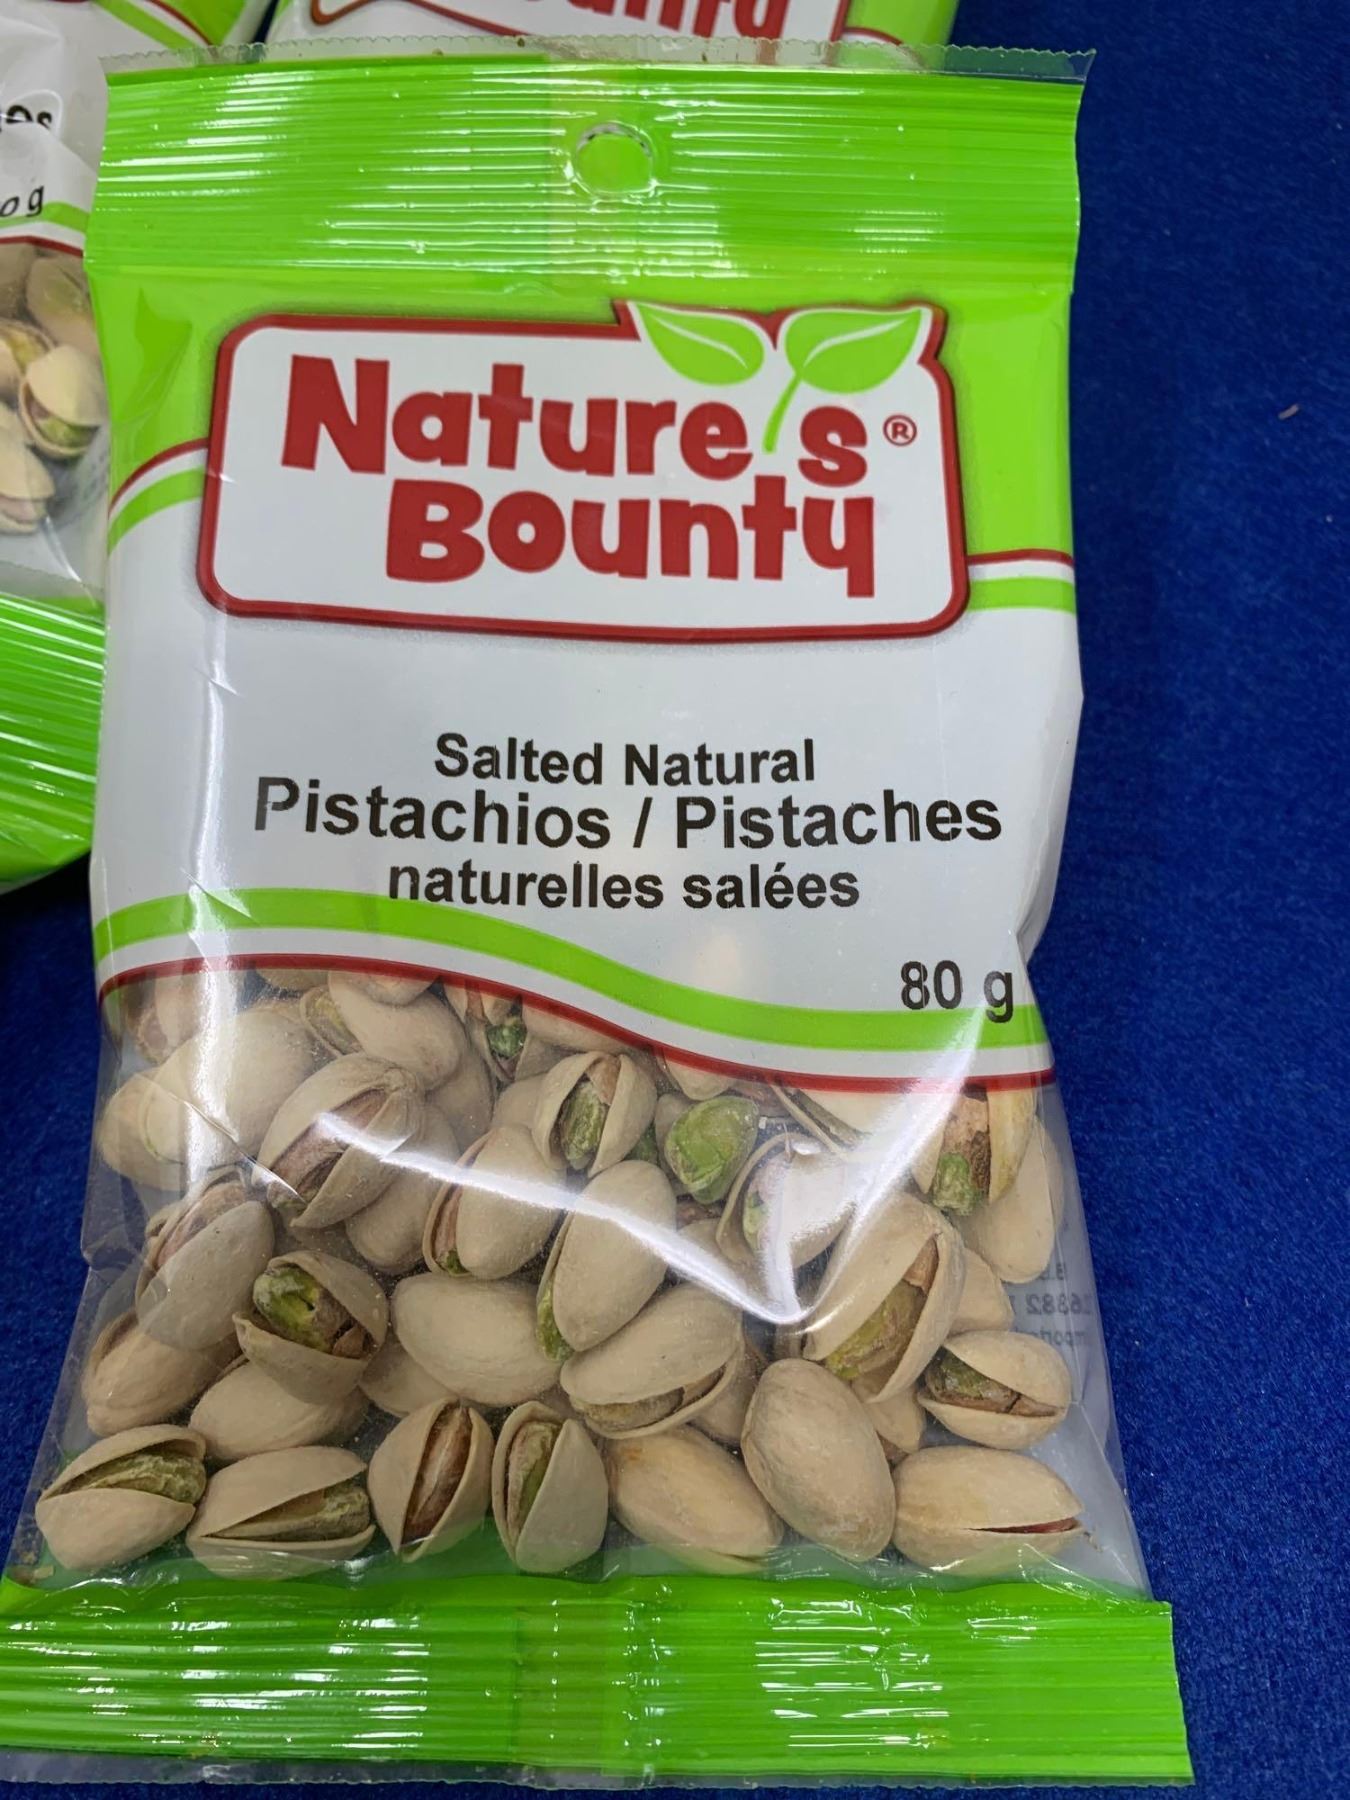 Nature's®
Bounty
Salted Natural
Pistachios / Pistaches
naturelles salées
80 g
g